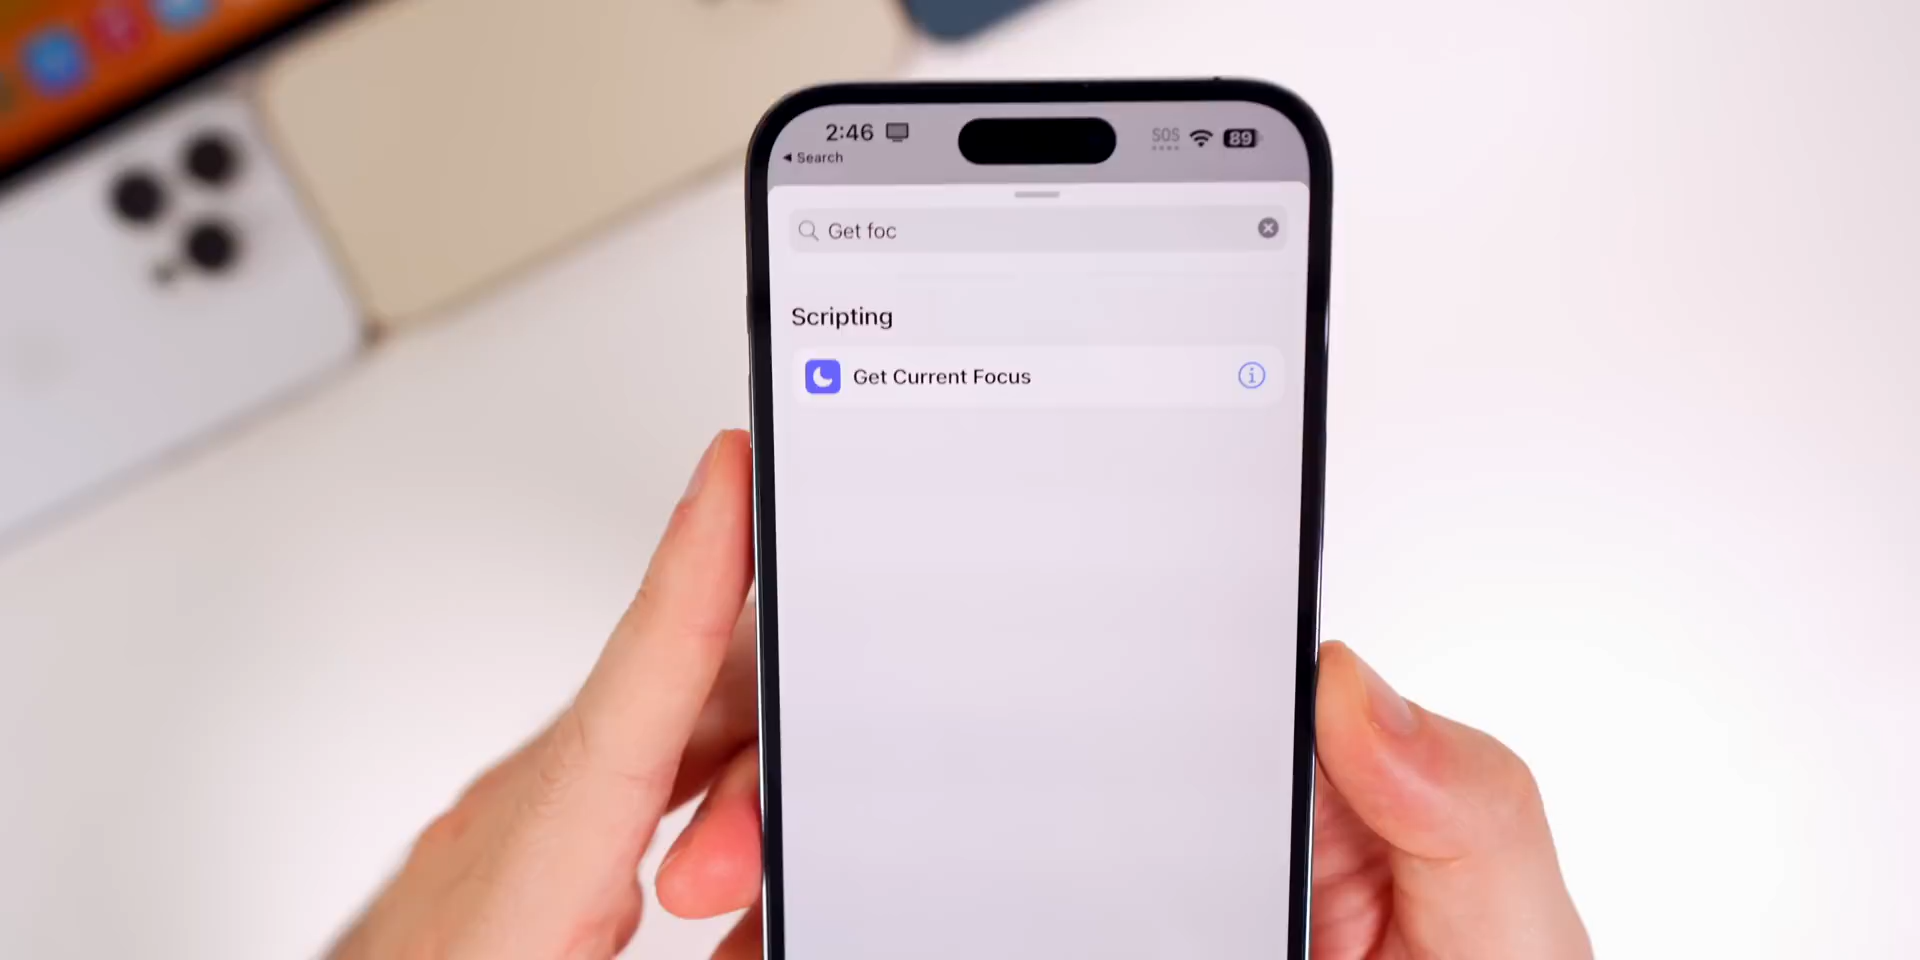 2:46
SOS
89
Search
Get foc
Scripting
Get Current Focus